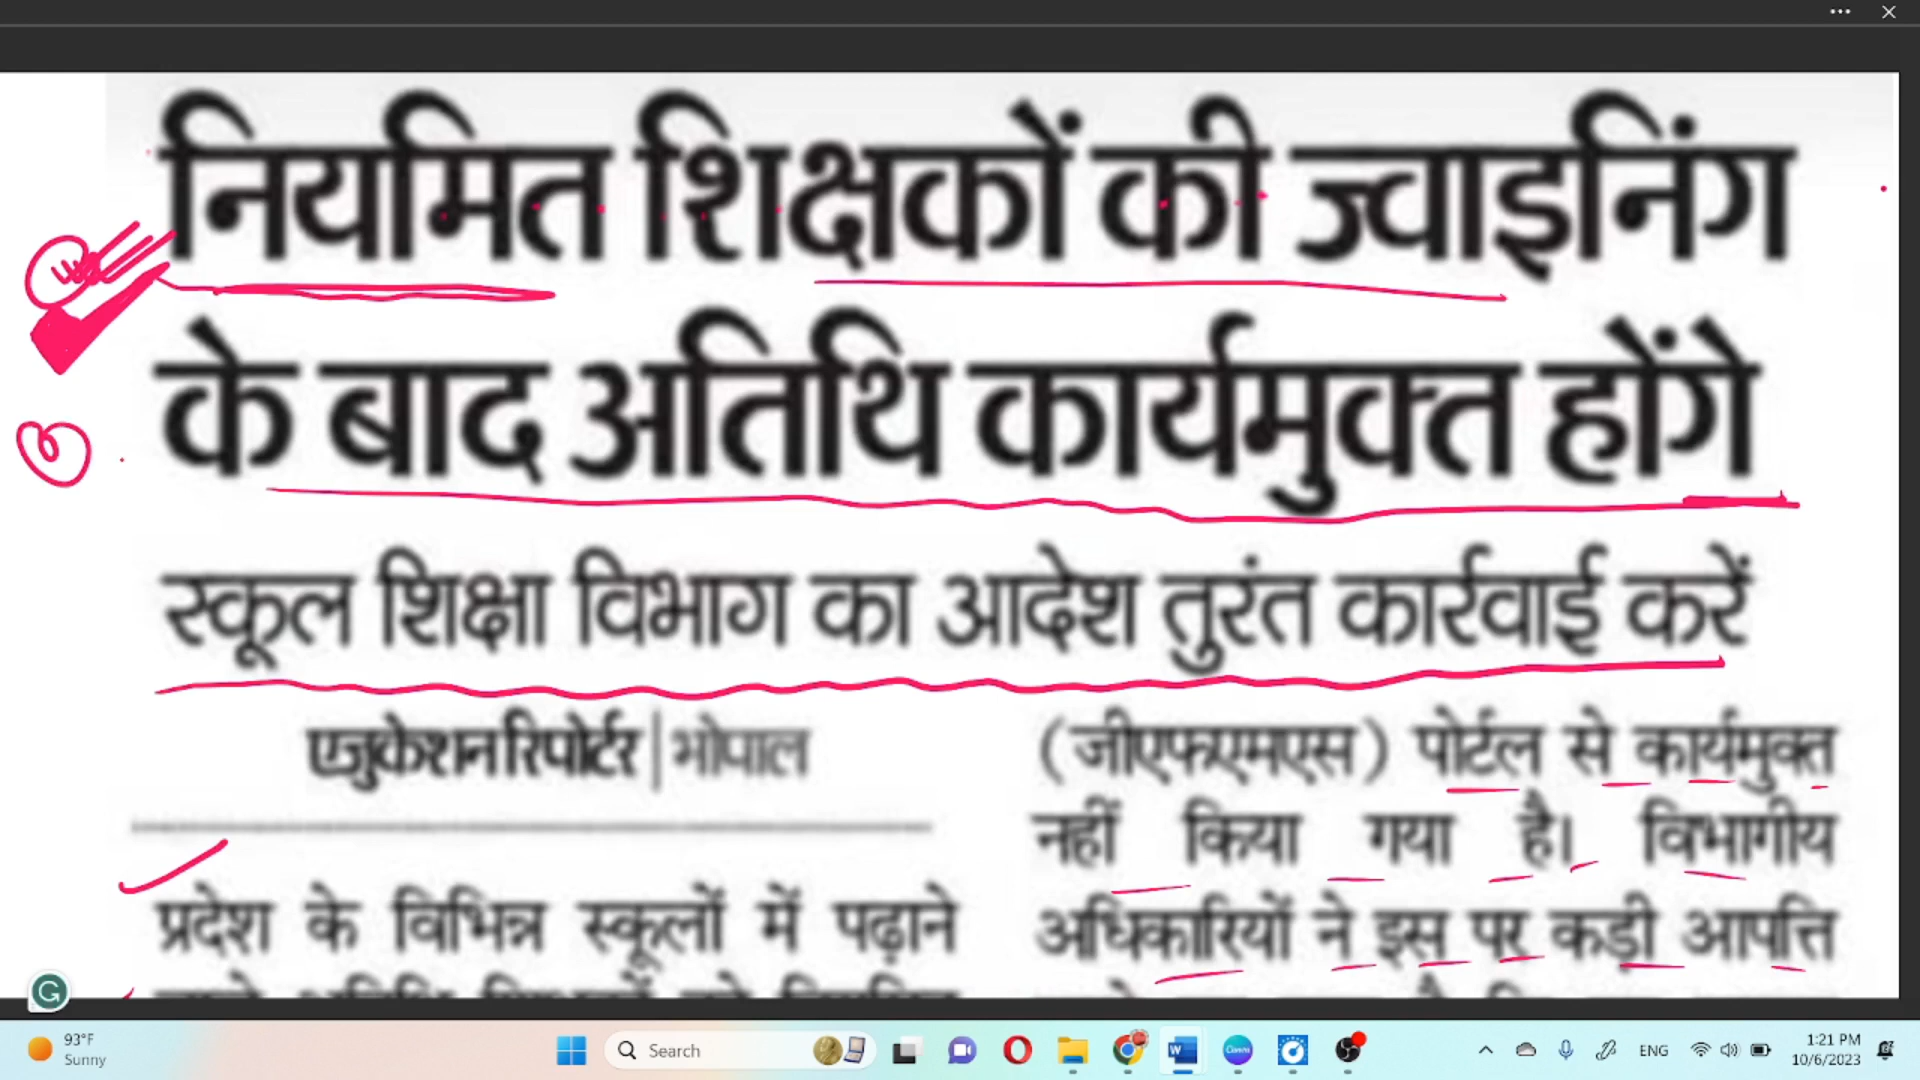 नियमित शिक्षकों की ज्वाइनिंग
के बाद अतिथि कार्यमुक्त होंगे
स्कूल शिक्षा विभाग का आदेश तुरंत कार्रवाई करें
एजुकेशन रिपोर्टर | भोपाल
प्रदेश के विभिन्न स्कूलों में पढ़ाने
(जीएफएमएस) पोर्टल से कार्यमुक्त
नहीं किया गया है। विभागीय
अधिकारियों ने इस पर कड़ी आपत्ति
93°F
Sunny
Search
ENG
1:21 PM
10/6/2023